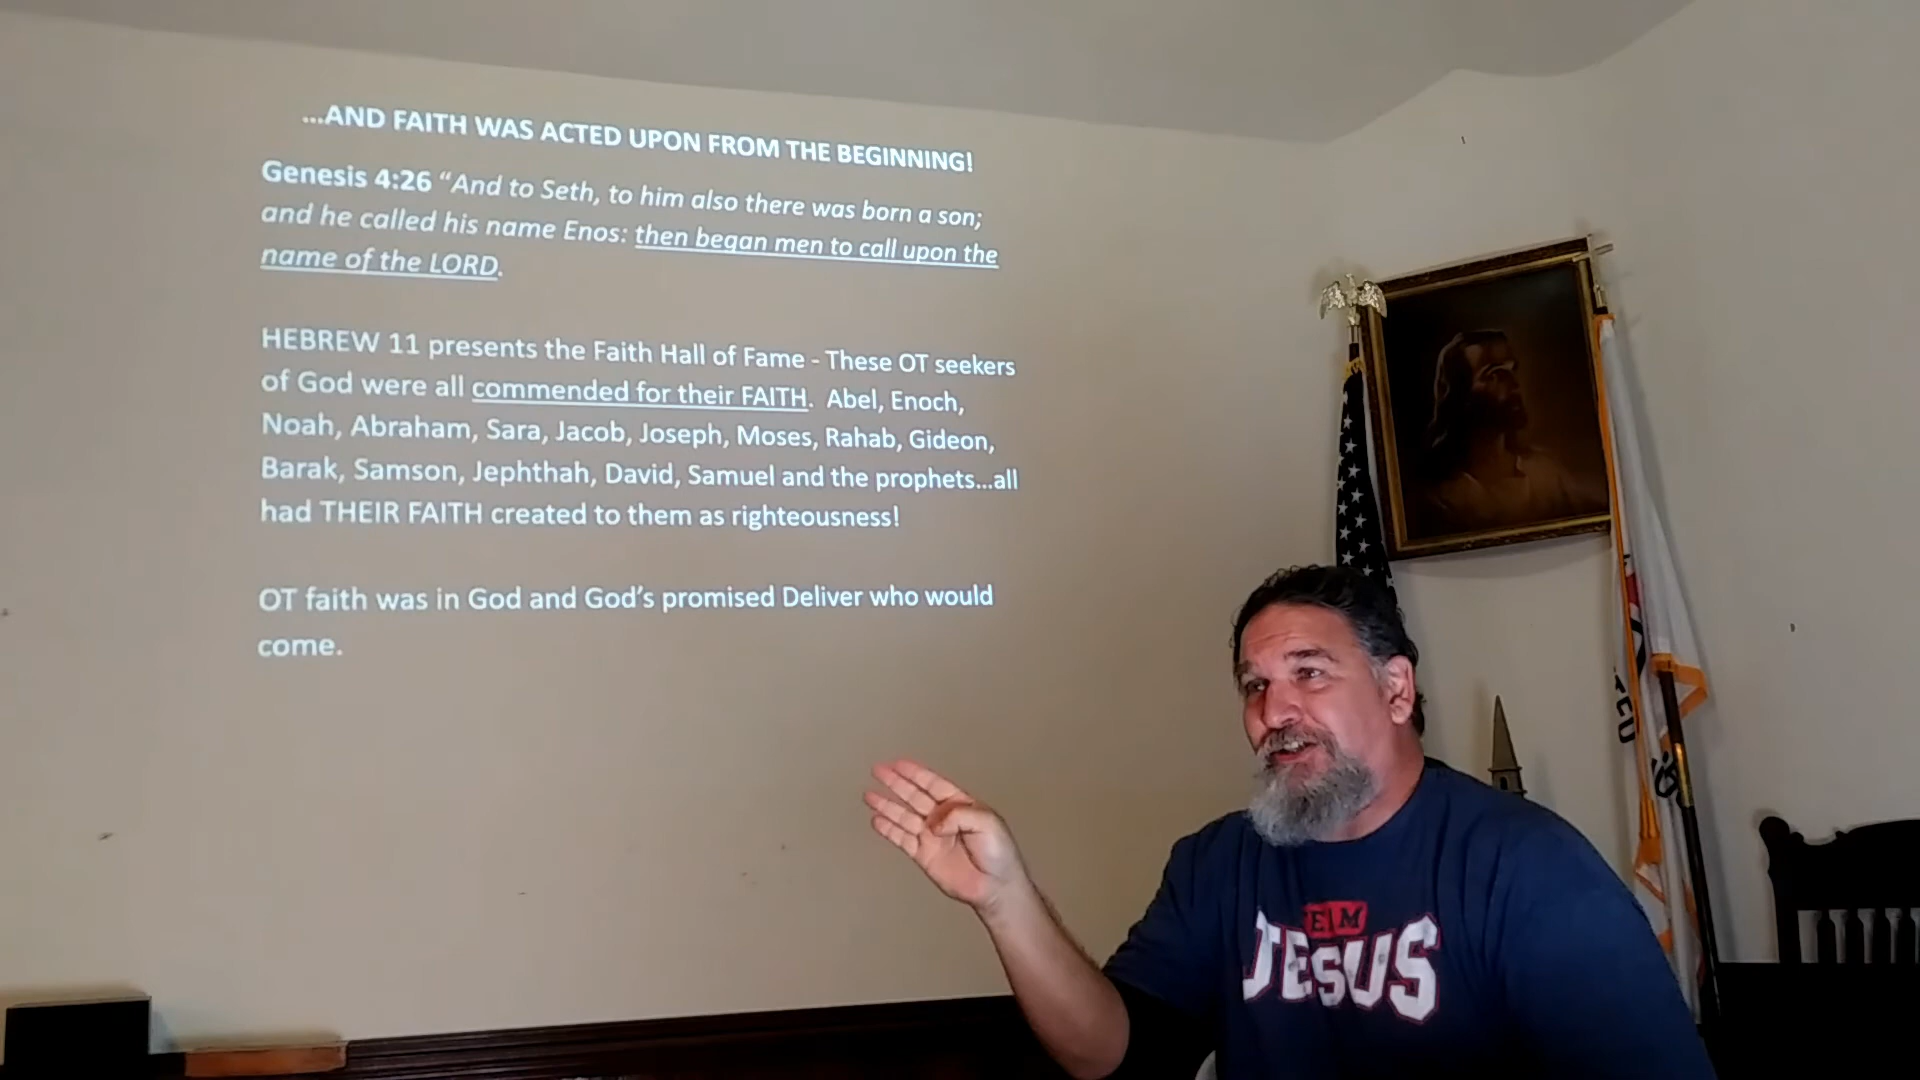 ...AND FAITH WAS ACTED UPON FROM THE BEGINNING!
Genesis 4:26 “And to Seth, to him also there was born a son;
and he called his name Enos: then began men to call upon the
name of the LORD.
HEBREW 11 presents the Faith Hall of Fame - These OT seekers
of God were all commended for their FAITH. Abel, Enoch,
Noah, Abraham, Sara, Jacob, Joseph, Moses, Rahab, Gideon,
Barak, Samson, Jephthah, David, Samuel and the prophets...all
had THEIR FAITH created to them as righteousness!
OT faith was in God and God's promised Deliver who would
come.
JESUS